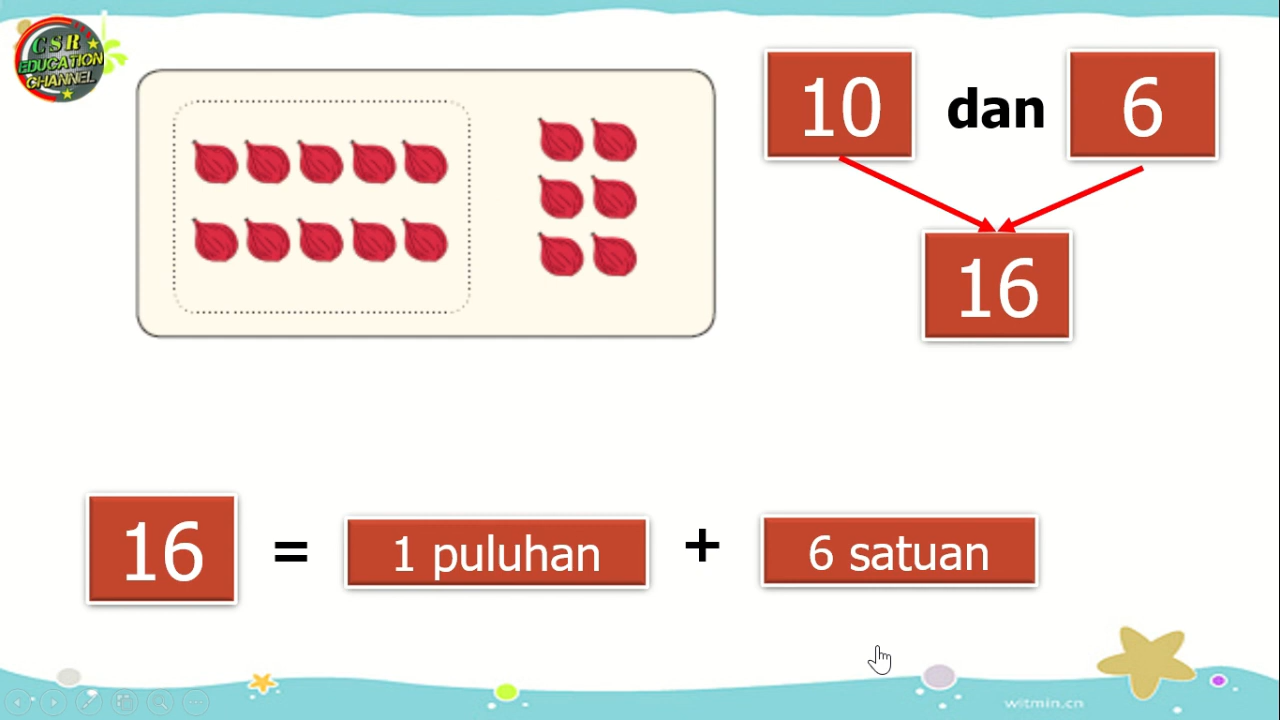 CSR
EDUCATION
CHANNEL
10 dan 6
16
16 = 1 puluhan + 6 satuan
witmin.cn